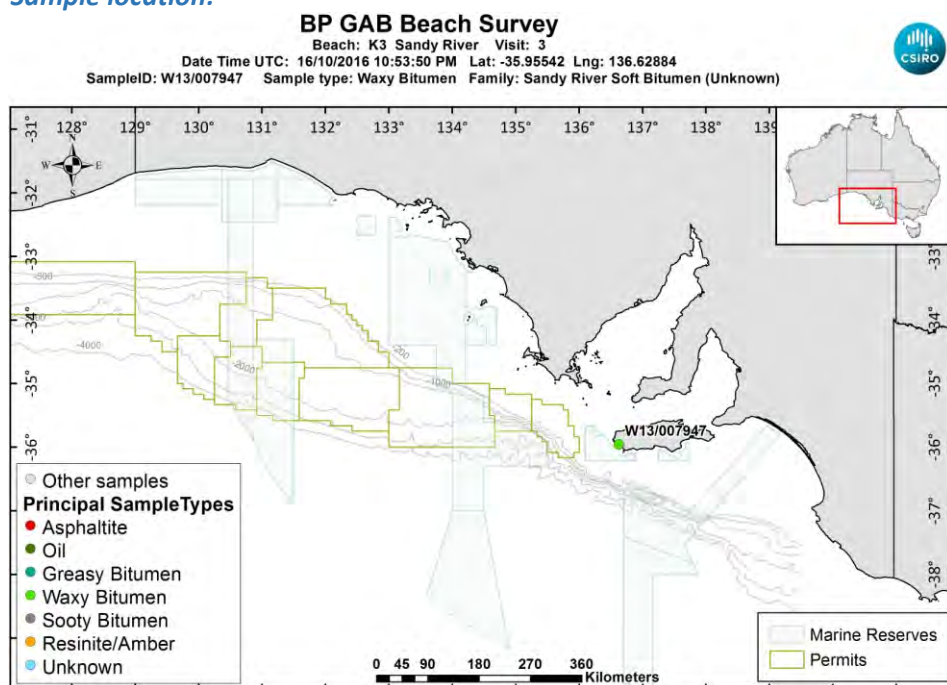 Sample location:
BP GAB Beach Survey
Beach: K3 Sandy River Visit: 3
Date Time UTC: 16/10/2016 10:53:50 PM Lat: -35.95542 Lng: 136.62884
SampleID: W13/007947 Sample type: Waxy Bitumen Family: Sandy River Soft Bitumen (Unknown)
CSIRO
128° 129° 130° 131° 132° 133° 134° 135° 136° 137° 138° 139
-31°
-32°
-33°
-34°
-35°
-36°
-37°
-38°
N
W E
S
-31°
-33°
-34°
-35°
-36°
-37°
-38°
-4000
-2000
-200
-1000
W13/007947
Other samples
Principal SampleTypes
Asphaltite
Oil
Greasy Bitumen
Waxy Bitumen
Sooty Bitumen
Resinite/Amber
Unknown
0 45 90 180 270 360
Kilometers
Marine Reserves
Permits